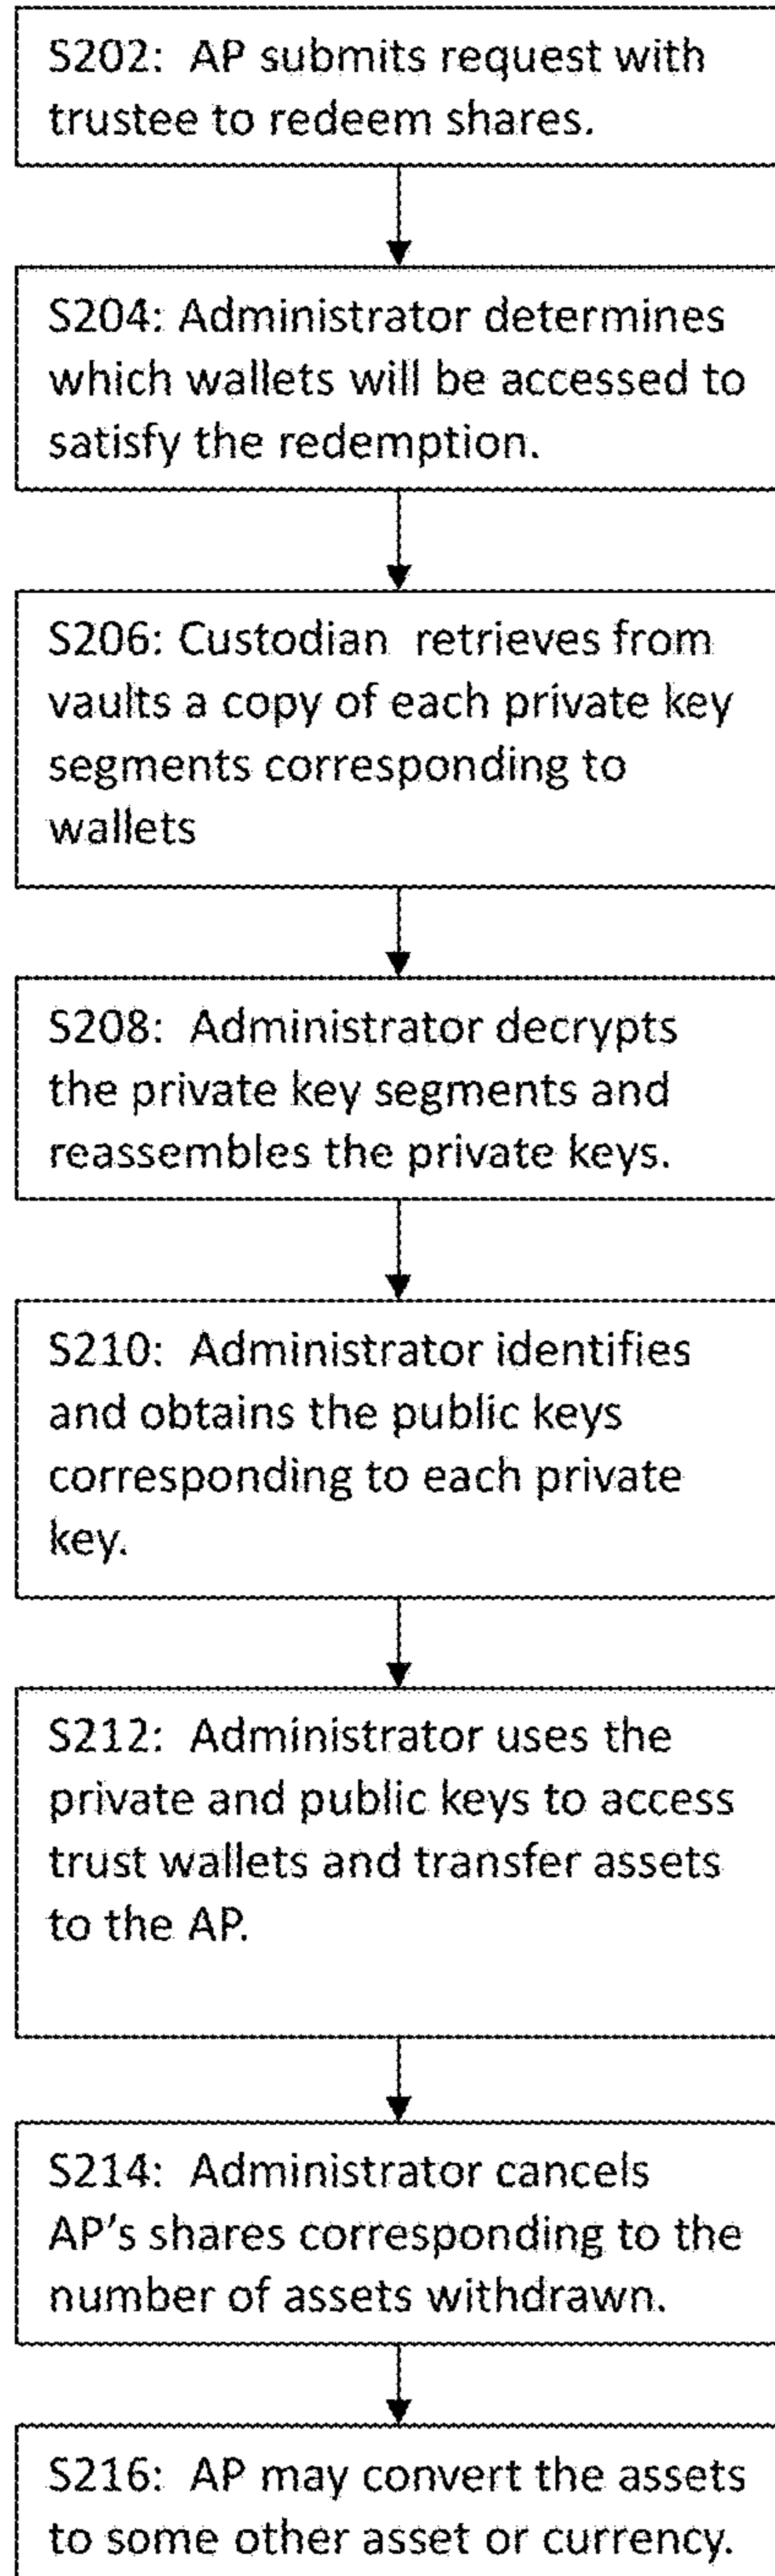 S202: AP submits request with
trustee to redeem shares.
S204: Administrator determines
which wallets will be accessed to
satisfy the redemption.
S206: Custodian retrieves from
vaults a copy of each private key
segments corresponding to
wallets
S208: Administrator decrypts
the private key segments and
reassembles the private keys.
S210: Administrator identifies
and obtains the public keys
corresponding to each private
key.
S212: Administrator uses the
private and public keys to access
trust wallets and transfer assets
to the AP.
S214: Administrator cancels
AP's shares corresponding to the
number of assets withdrawn.
S216: AP may convert the assets
to some other asset or currency.